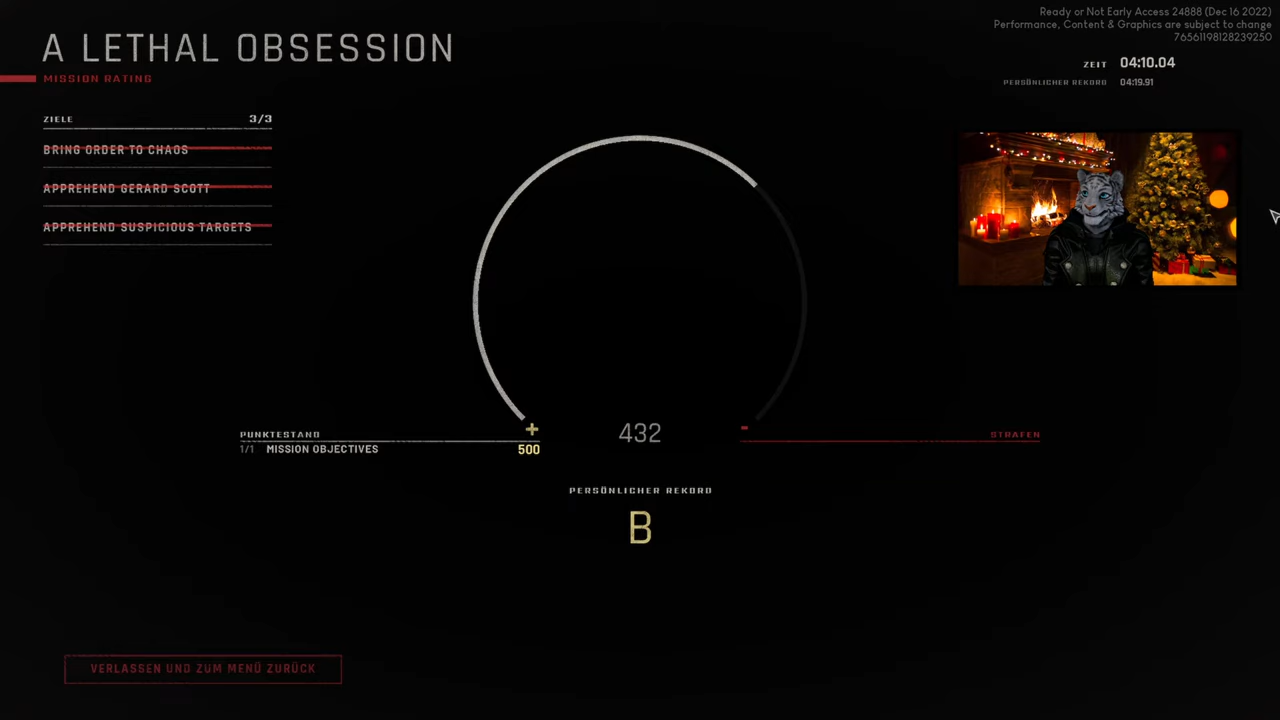 Ready or Not Early Access 24888 (Dec 16 2022)
Performance, Content & Graphics are subject to change
76561198128239250
A LETHAL OBSESSION
MISSION RATING
ZEIT 04:10.04
PERSÖNLICHER REKORD 04:19.91
ZIELE 3/3
BRING ORDER TO CHAOS
APPREHEND GERARD SCOTT
APPREHEND SUSPICIOUS TARGETS
PUNKTESTAND +
1/1 MISSION OBJECTIVES 500
432
- STRAFEN
PERSÖNLICHER REKORD
B
VERLASSEN UND ZUM MENÜ ZURÜCK